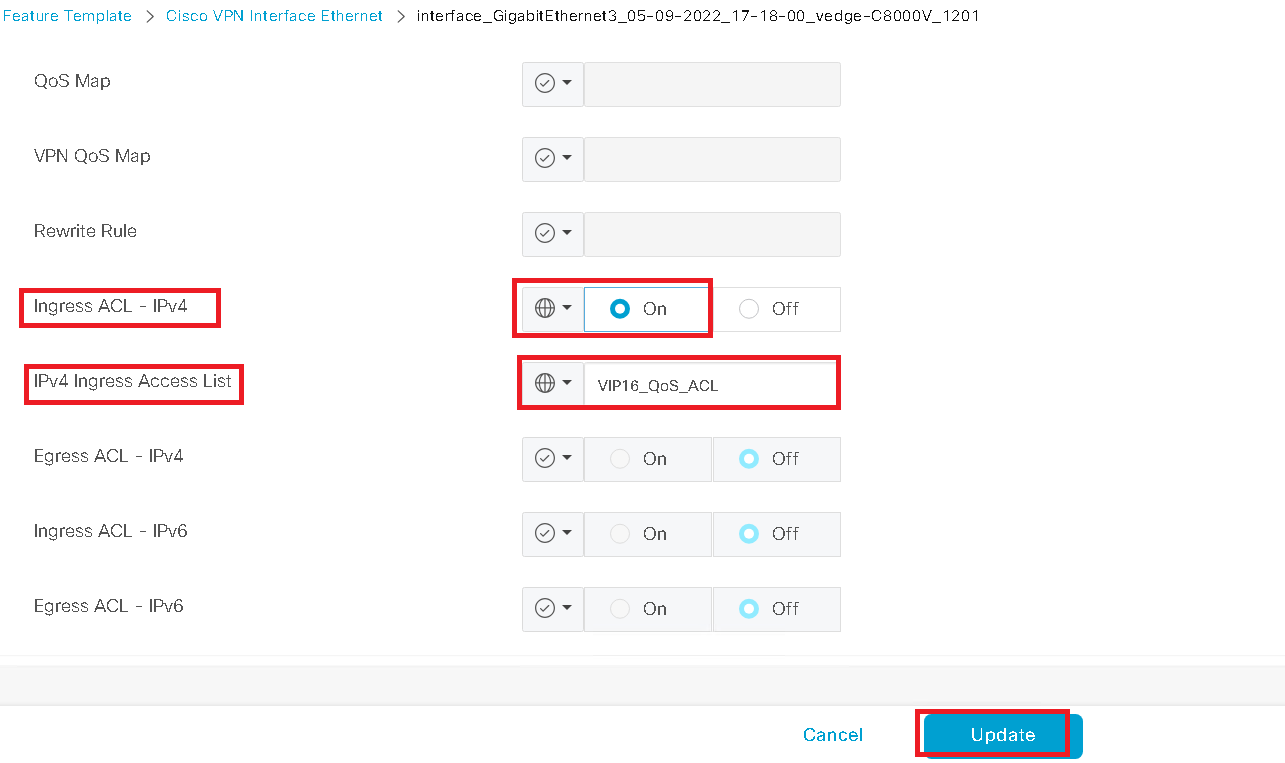 Feature Template > Cisco VPN Interface Ethernet > interface_GigabitEthernet3_05-09-2022_17-18-00_vedge-C8000V_1201
QoS Map
VPN QoS Map
Rewrite Rule
Ingress ACL - IPv4 On Off
IPv4 Ingress Access List VIP16_QoS_ACL
Egress ACL - IPv4 On Off
Ingress ACL - IPv6 On Off
Egress ACL - IPv6 On Off
Cancel Update